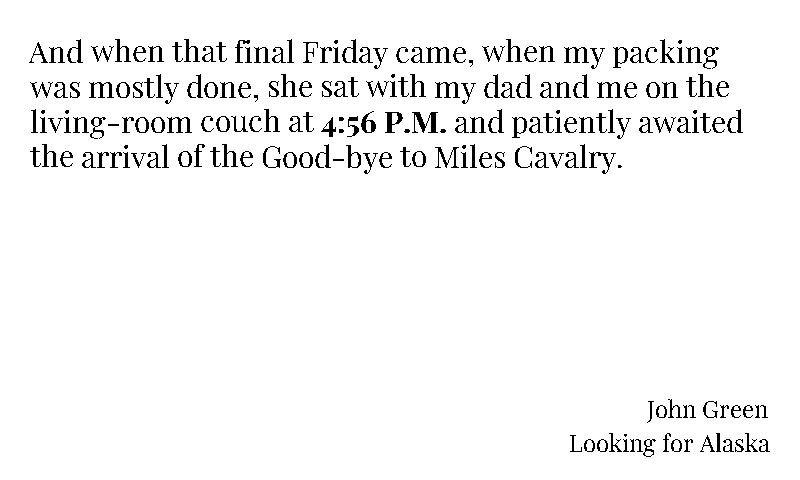 And when that final Friday came, when my packing
was mostly done, she sat with my dad and me on the
living-room couch at 4:56 P.M. and patiently awaited
the arrival of the Good-bye to Miles Cavalry.
John Green
Looking for Alaska